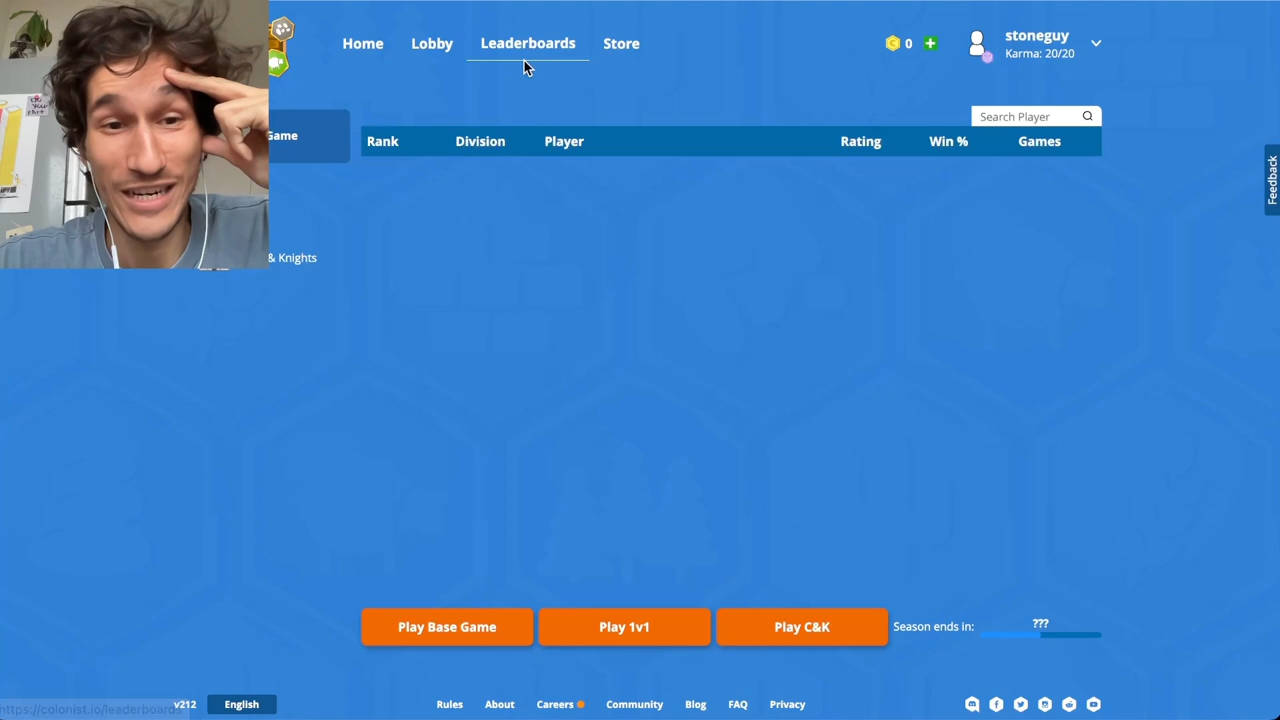 Home
Lobby
Leaderboards
Store
0
stoneguy
Karma: 20/20
Game
Search Player
Rank
Division
Player
Rating
Win %
Games
Feedback
& Knights
Play Base Game
Play 1v1
Play C&K
Season ends in:
???
https://colonist.io/leaderboards
v212
English
Rules
About
Careers
Community
Blog
FAQ
Privacy